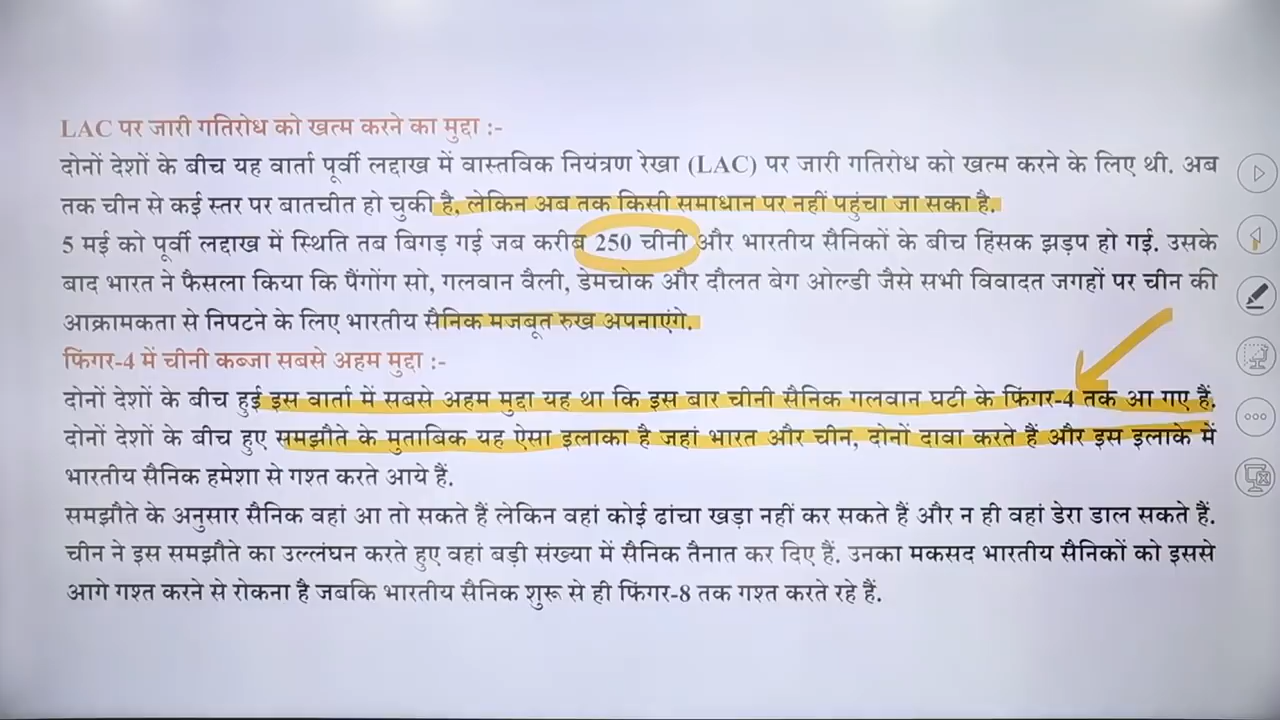 LAC पर जारी गतिरोध को खत्म करने का मुद्दा :-
दोनों देशों के बीच यह वार्ता पूर्वी लद्दाख में वास्तविक नियंत्रण रेखा (LAC) पर जारी गतिरोध को खत्म करने के लिए थी. अब
तक चीन से कई स्तर पर बातचीत हो चुकी है, लेकिन अब तक किसी समाधान पर नहीं पहुंचा जा सका है.
5 मई को पूर्वी लद्दाख में स्थिति तब बिगड़ गई जब करीब 250 चीनी और भारतीय सैनिकों के बीच हिंसक झड़प हो गई. उसके
बाद भारत ने फैसला किया कि पैंगोंग सो, गलवान वैली, डेमचोक और दौलत बेग ओल्डी जैसे सभी विवादत जगहों पर चीन की
आक्रामकता से निपटने के लिए भारतीय सैनिक मजबूत रुख अपनाएंगे.
फिंगर-4 में चीनी कब्जा सबसे अहम मुद्दा :-
दोनों देशों के बीच हुई इस वार्ता में सबसे अहम मुद्दा यह था कि इस बार चीनी सैनिक गलवान घटी के फिंगर-4 तक आ गए हैं.
दोनों देशों के बीच हुए समझौते के मुताबिक यह ऐसा इलाका है जहां भारत और चीन, दोनों दावा करते हैं और इस इलाके में
भारतीय सैनिक हमेशा से गश्त करते आये हैं.
समझौते के अनुसार सैनिक वहां आ तो सकते हैं लेकिन वहां कोई ढांचा खड़ा नहीं कर सकते हैं और न ही वहां डेरा डाल सकते हैं.
चीन ने इस समझौते का उल्लंघन करते हुए वहां बड़ी संख्या में सैनिक तैनात कर दिए हैं. उनका मकसद भारतीय सैनिकों को इससे
आगे गश्त करने से रोकना है जबकि भारतीय सैनिक शुरू से ही फिंगर-8 तक गश्त करते रहे हैं.